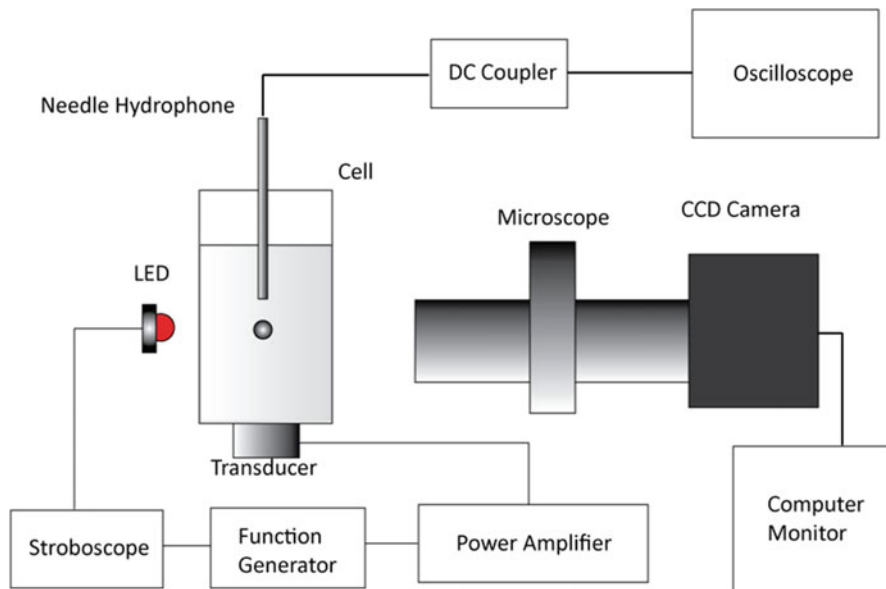 DC Coupler
Oscilloscope
Needle Hydrophone
Cell
Microscope
CCD Camera
LED
Transducer
Stroboscope
Function
Generator
Power Amplifier
Computer
Monitor